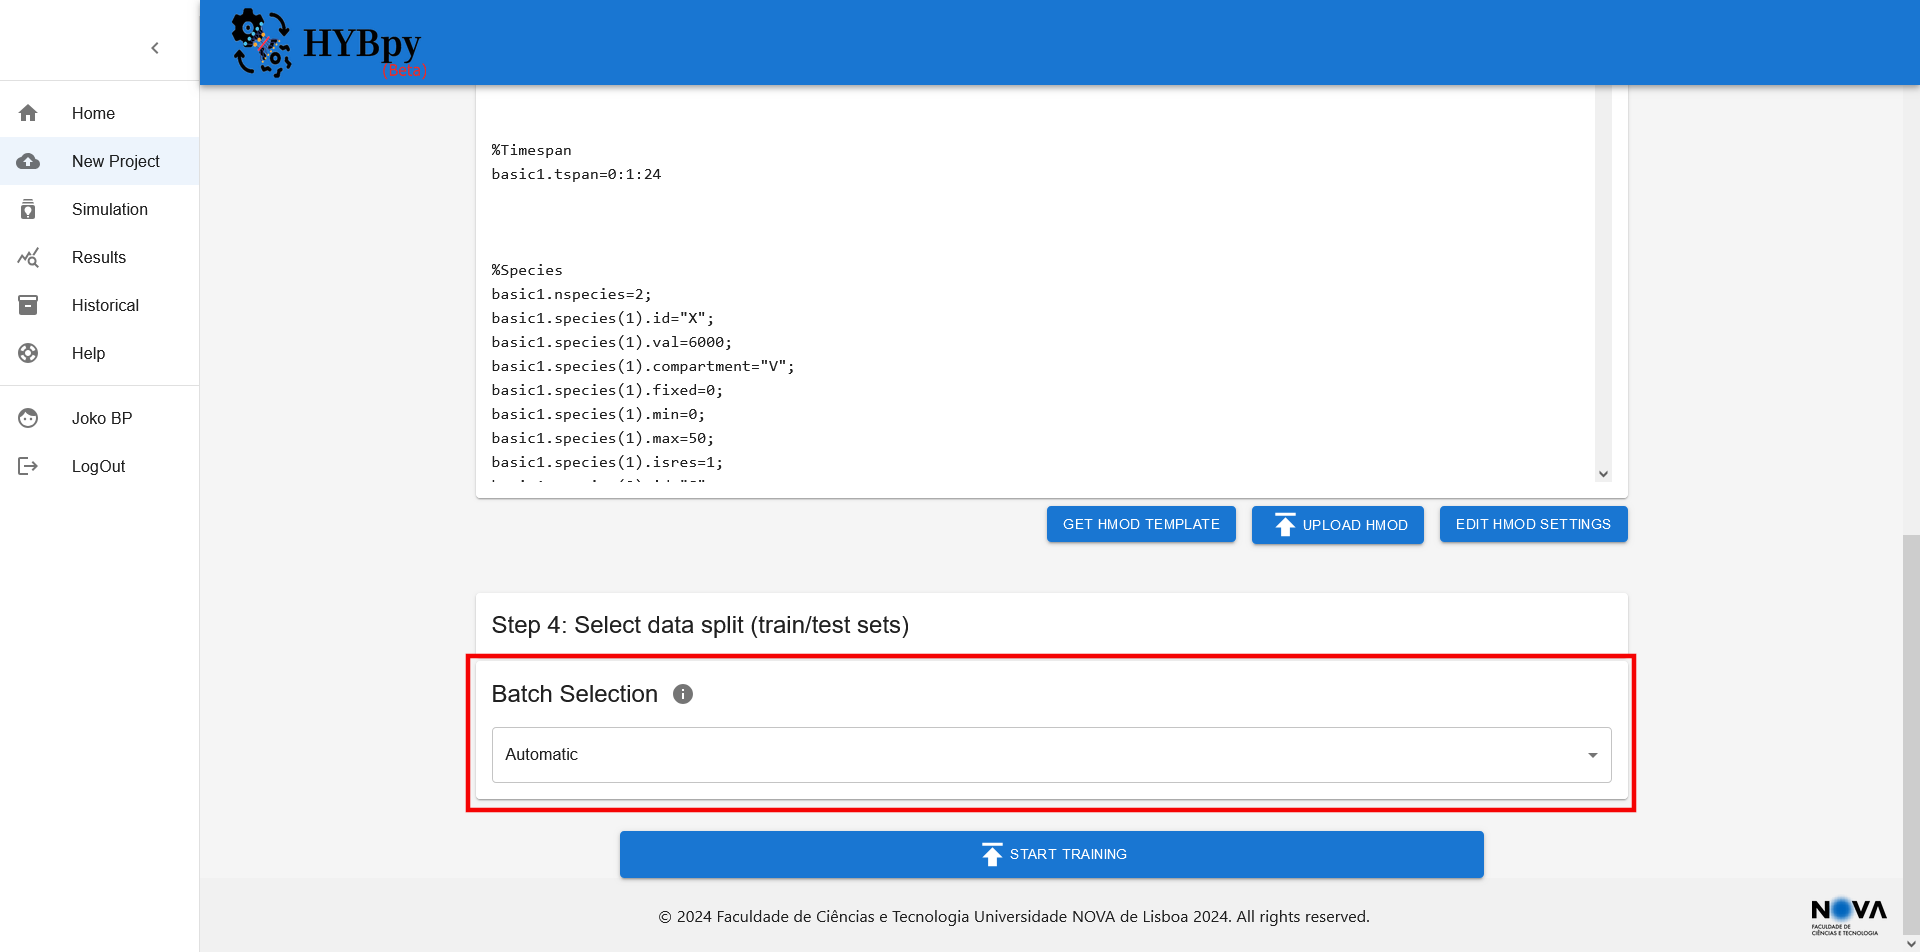 HYBpy
(Beta)
Home
New Project
Simulation
Results
Historical
Help
Joko BP
LogOut
%Timespan
basic1.tspan=0:1:24
%Species
basic1.nspecies=2;
basic1.species(1).id="X";
basic1.species(1).val=6000;
basic1.species(1).compartment="V";
basic1.species(1).fixed=0;
basic1.species(1).min=0;
basic1.species(1).max=50;
basic1.species(1).isres=1;
GET HMOD TEMPLATE
UPLOAD HMOD
EDIT HMOD SETTINGS
Step 4: Select data split (train/test sets)
Batch Selection
Automatic
START TRAINING
© 2024 Faculdade de Ciências e Tecnologia Universidade NOVA de Lisboa 2024. All rights reserved.
NOVA
FACULDADE DE
CIÊNCIAS E TECNOLOGIA